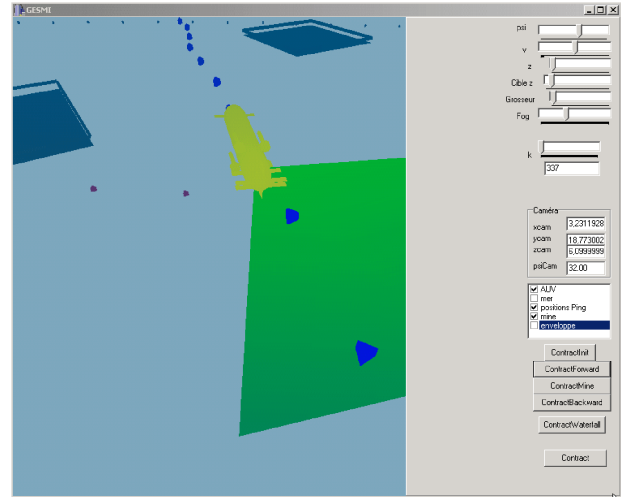 GESMI
psi
v
z
Cible z
Grosseur
Fog
k
337
Caméra
xcam 3,2311928
ycam 18,773002
zcam 6,0999999
psiCam 32.00
AUV
mer
positions Ping
mine
enveloppe
ContractInit
ContractForward
ContractMine
ContractBackward
ContractWaterfall
Contract